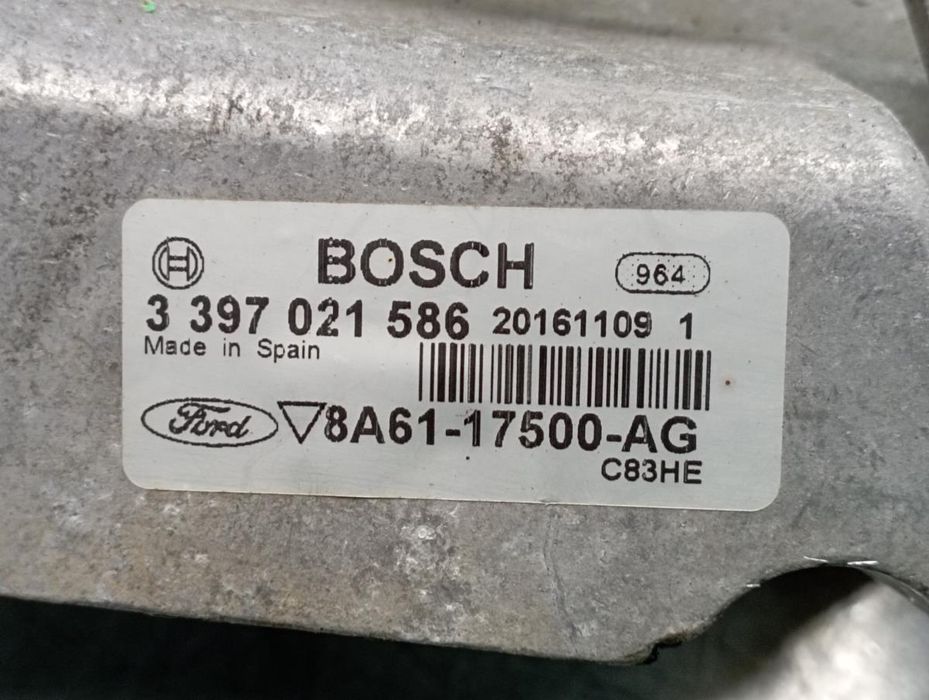 BOSCH 964
3 397 021 586 20161109 1
Made in Spain
Ford 8A61-17500-AG
C83HE